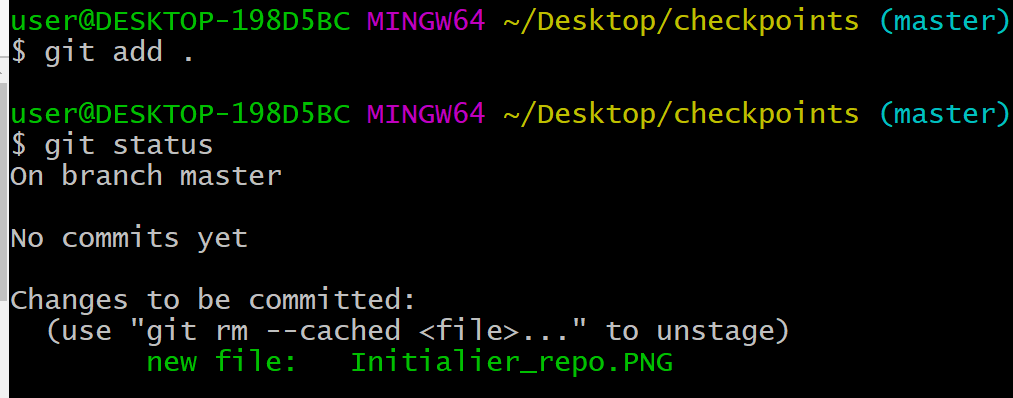 user@DESKTOP-198D5BC MINGW64 ~/Desktop/checkpoints (master)
$ git add .
user@DESKTOP-198D5BC MINGW64 ~/Desktop/checkpoints (master)
$ git status
On branch master
No commits yet
Changes to be committed:
(use "git rm --cached <file>..." to unstage)
new file: Initialier_repo.PNG